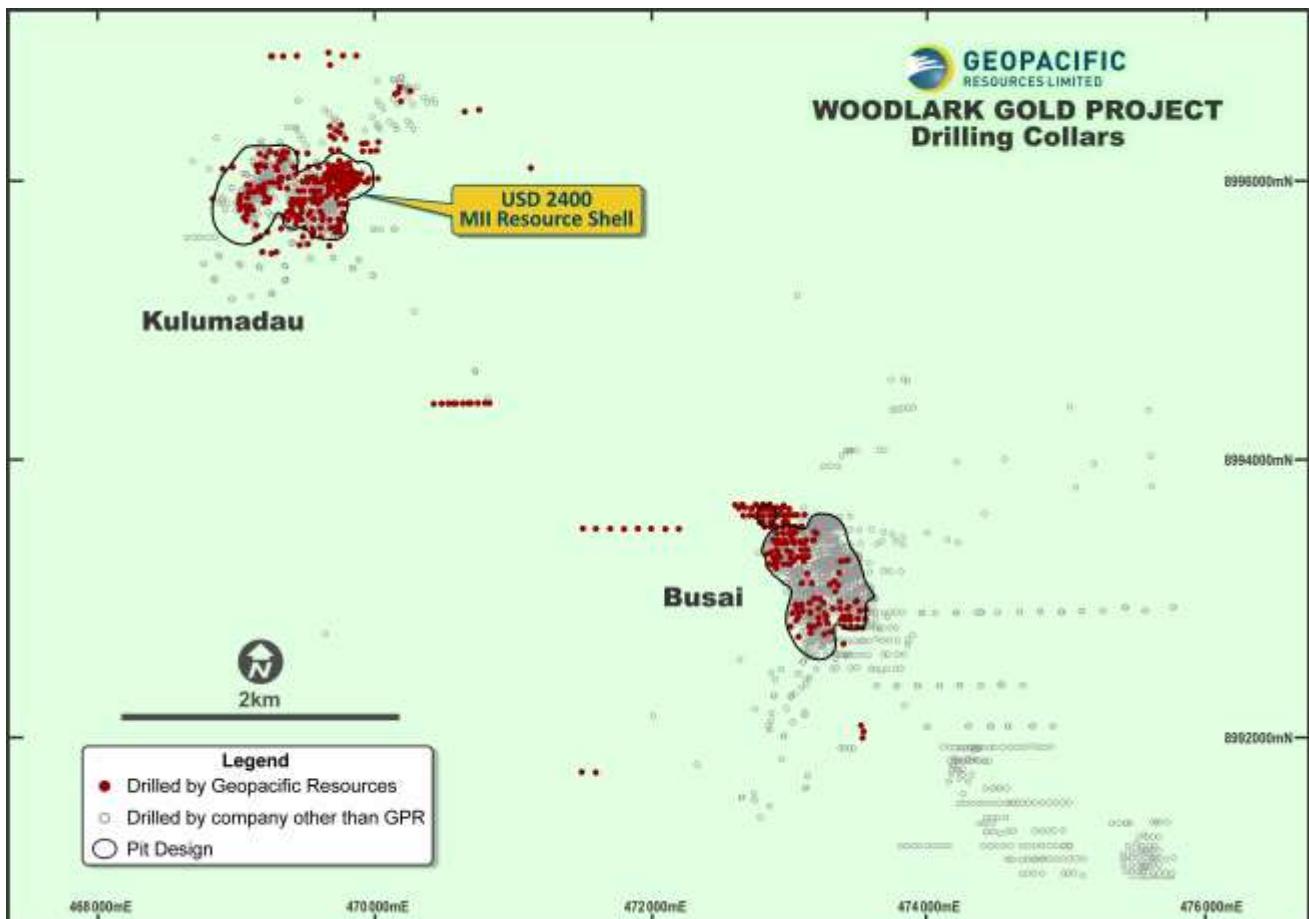 GEOPACIFIC
RESOURCES LIMITED
WOODLARK GOLD PROJECT
Drilling Collars
8996000mN
USD 2400
MII Resource Shell
Kulumadau
8994000mN
Busai
N
2km
8992000mN
Legend
Drilled by Geopacific Resources
Drilled by company other than GPR
Pit Design
468000mE
470000mE
472000mE
474000mE
476000mE